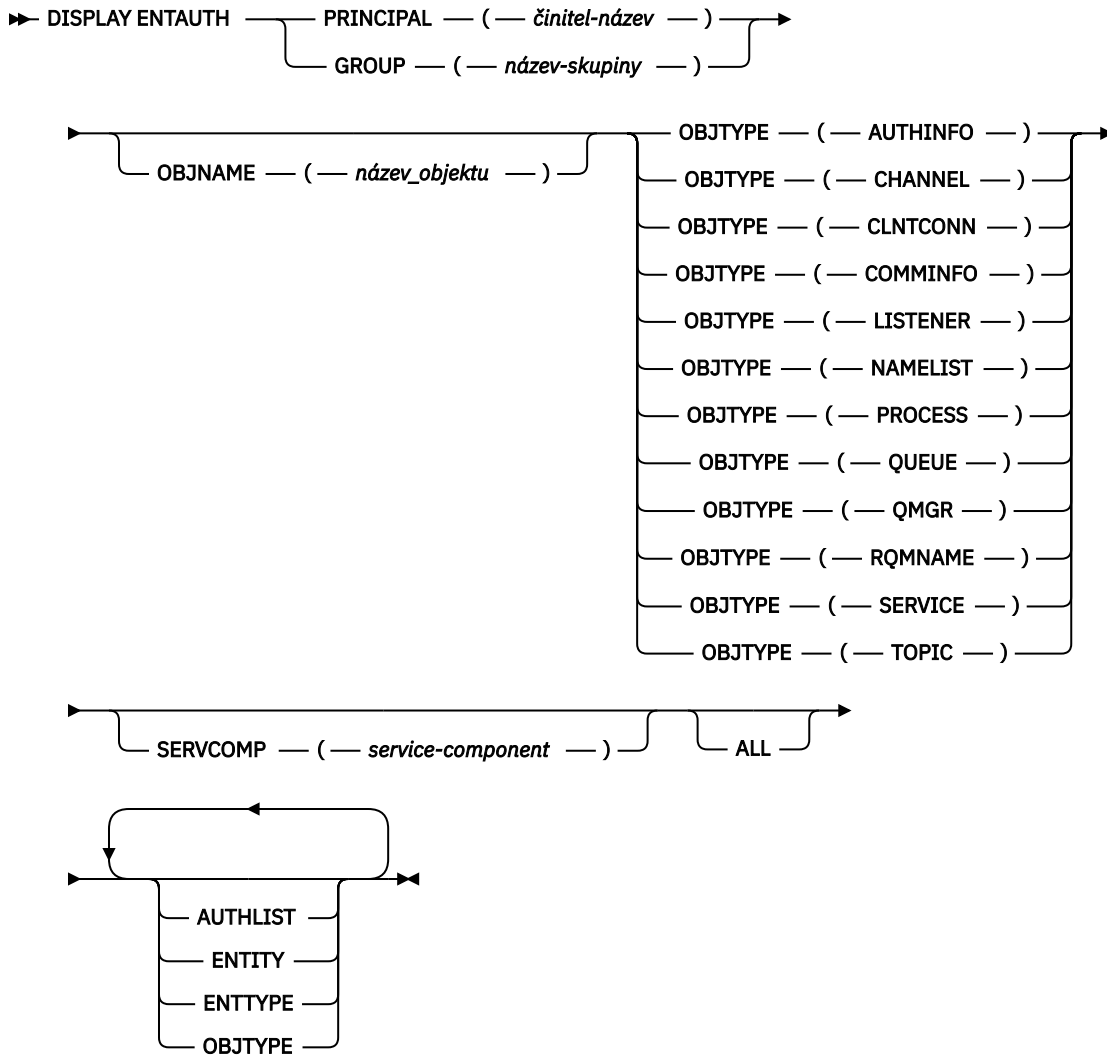 DISPLAY ENTAUTH PRINCIPAL ( činitel-název )
GROUP ( název-skupiny )
OBJNAME ( název_objektu )
OBJTYPE ( AUTHINFO )
OBJTYPE ( CHANNEL )
OBJTYPE ( CLNTCONN )
OBJTYPE ( COMMINFO )
OBJTYPE ( LISTENER )
OBJTYPE ( NAMELIST )
OBJTYPE ( PROCESS )
OBJTYPE ( QUEUE )
OBJTYPE ( QMGR )
OBJTYPE ( RQMNAME )
OBJTYPE ( SERVICE )
OBJTYPE ( TOPIC )
SERVCOMP ( service-component ) ALL
AUTHLIST
ENTITY
ENTTYPE
OBJTYPE